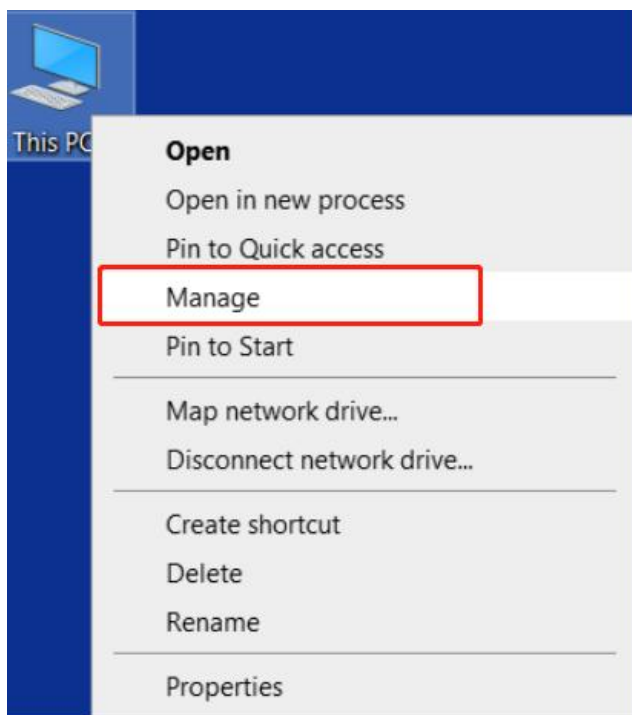 This PC
Open
Open in new process
Pin to Quick access
Manage
Pin to Start
Map network drive...
Disconnect network drive...
Create shortcut
Delete
Rename
Properties